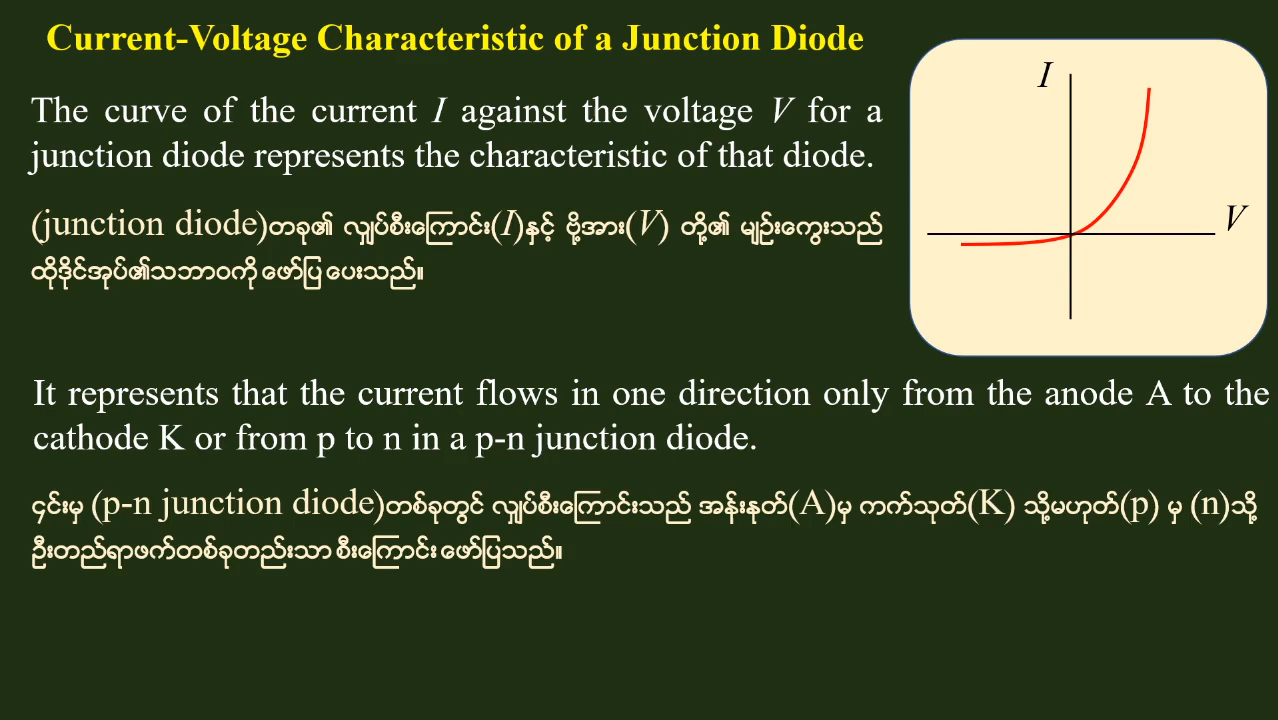 Current-Voltage Characteristic of a Junction Diode
I
The curve of the current I against the voltage V for a
junction diode represents the characteristic of that diode.
(junction diode)တခု၏ လျှပ်စီးကြောင်း(I)နှင့် ဗို့အား(V) တို့၏ မျဉ်းကွေးသည်
V
ထိုဒိုင်အုပ်၏သဘာဝကို ဖော်ပြ ပေးသည်။
It represents that the current flows in one direction only from the anode A to the
cathode K or from p to n in a p-n junction diode.
၄င်းမှ (p-n junction diode)တစ်ခုတွင် လျှပ်စီးကြောင်းသည် အန်းနုတ်(A)မှ ကက်သုတ်(K) သို့မဟုတ်(p) မှ (n)သို့
ဦးတည်ရာဖက်တစ်ခုတည်းသာ စီးကြောင်း ဖော်ပြသည်။